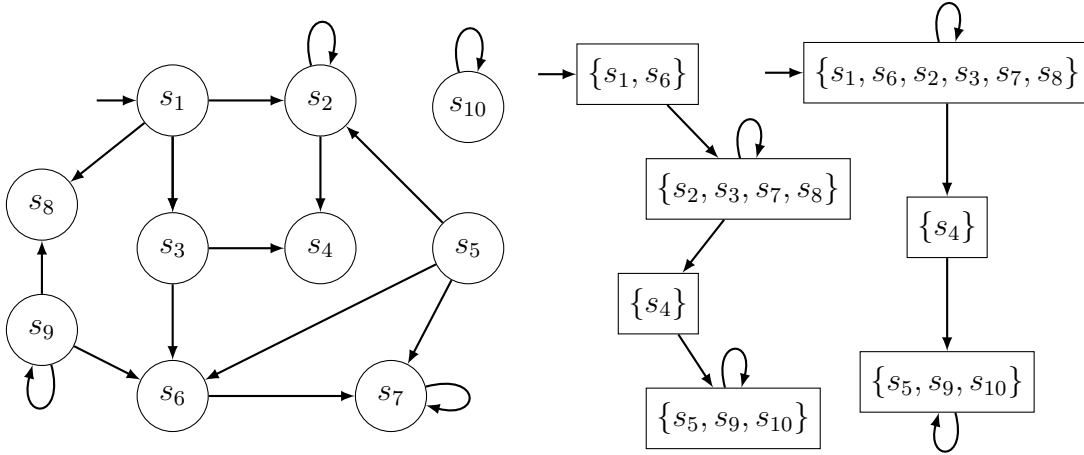 s₁
s₂
s₁₀
s₈
s₃
s₄
s₅
s₉
s₆
s₇
{s₁, s₆}
{s₂, s₃, s₇, s₈}
{s₄}
{s₅, s₉, s₁₀}
{s₁, s₆, s₂, s₃, s₇, s₈}
{s₄}
{s₅, s₉, s₁₀}